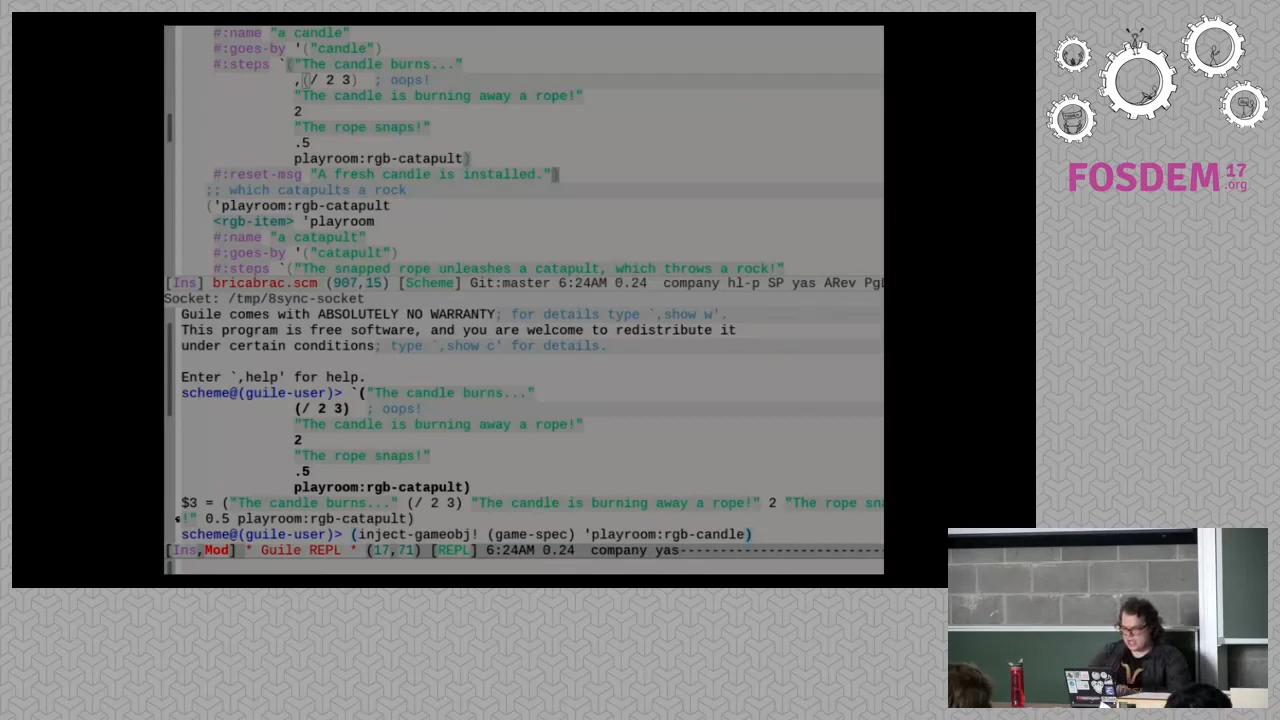 #:name "a candle"
#:goes-by '("candle")
#:steps `("The candle burns..."
,(/ 2 3)  ; oops!
"The candle is burning away a rope!"
2
"The rope snaps!"
.5
playroom:rgb-catapult)
#:reset-msg "A fresh candle is installed.")
;; which catapults a rock
('playroom:rgb-catapult
<rgb-item> 'playroom
#:name "a catapult"
#:goes-by '("catapult")
#:steps `("The snapped rope unleashes a catapult, which throws a rock!"
[Ins] bricabrac.scm (907,15) [Scheme] Git:master 6:24AM 0.24  company hl-p SP yas ARev Pg
Socket: /tmp/8sync-socket
Guile comes with ABSOLUTELY NO WARRANTY; for details type `,show w'.
This program is free software, and you are welcome to redistribute it
under certain conditions; type `,show c' for details.
Enter `,help' for help.
scheme@(guile-user)> `("The candle burns..."
(/ 2 3)  ; oops!
"The candle is burning away a rope!"
2
"The rope snaps!"
.5
playroom:rgb-catapult)
$3 = ("The candle burns..." (/ 2 3) "The candle is burning away a rope!" 2 "The rope sna
!" 0.5 playroom:rgb-catapult)
scheme@(guile-user)> (inject-gameobj! (game-spec) 'playroom:rgb-candle)
[Ins,Mod] * Guile REPL * (17,71) [REPL] 6:24AM 0.24  company yas---------------------------
FOSDEM 17
.org